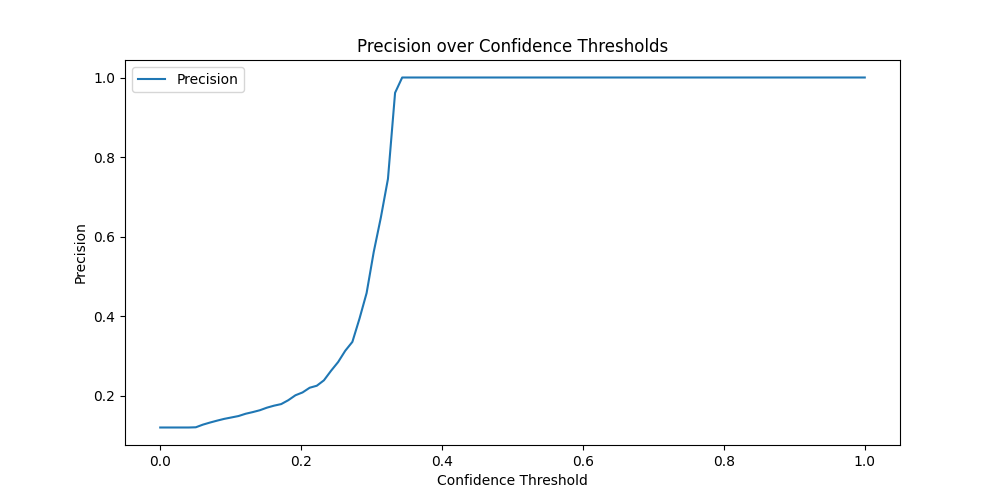 Precision over Confidence Thresholds
Precision
1.0
0.8
0.6
0.4
0.2
Precision
0.0 0.2 0.4 0.6 0.8 1.0
Confidence Threshold